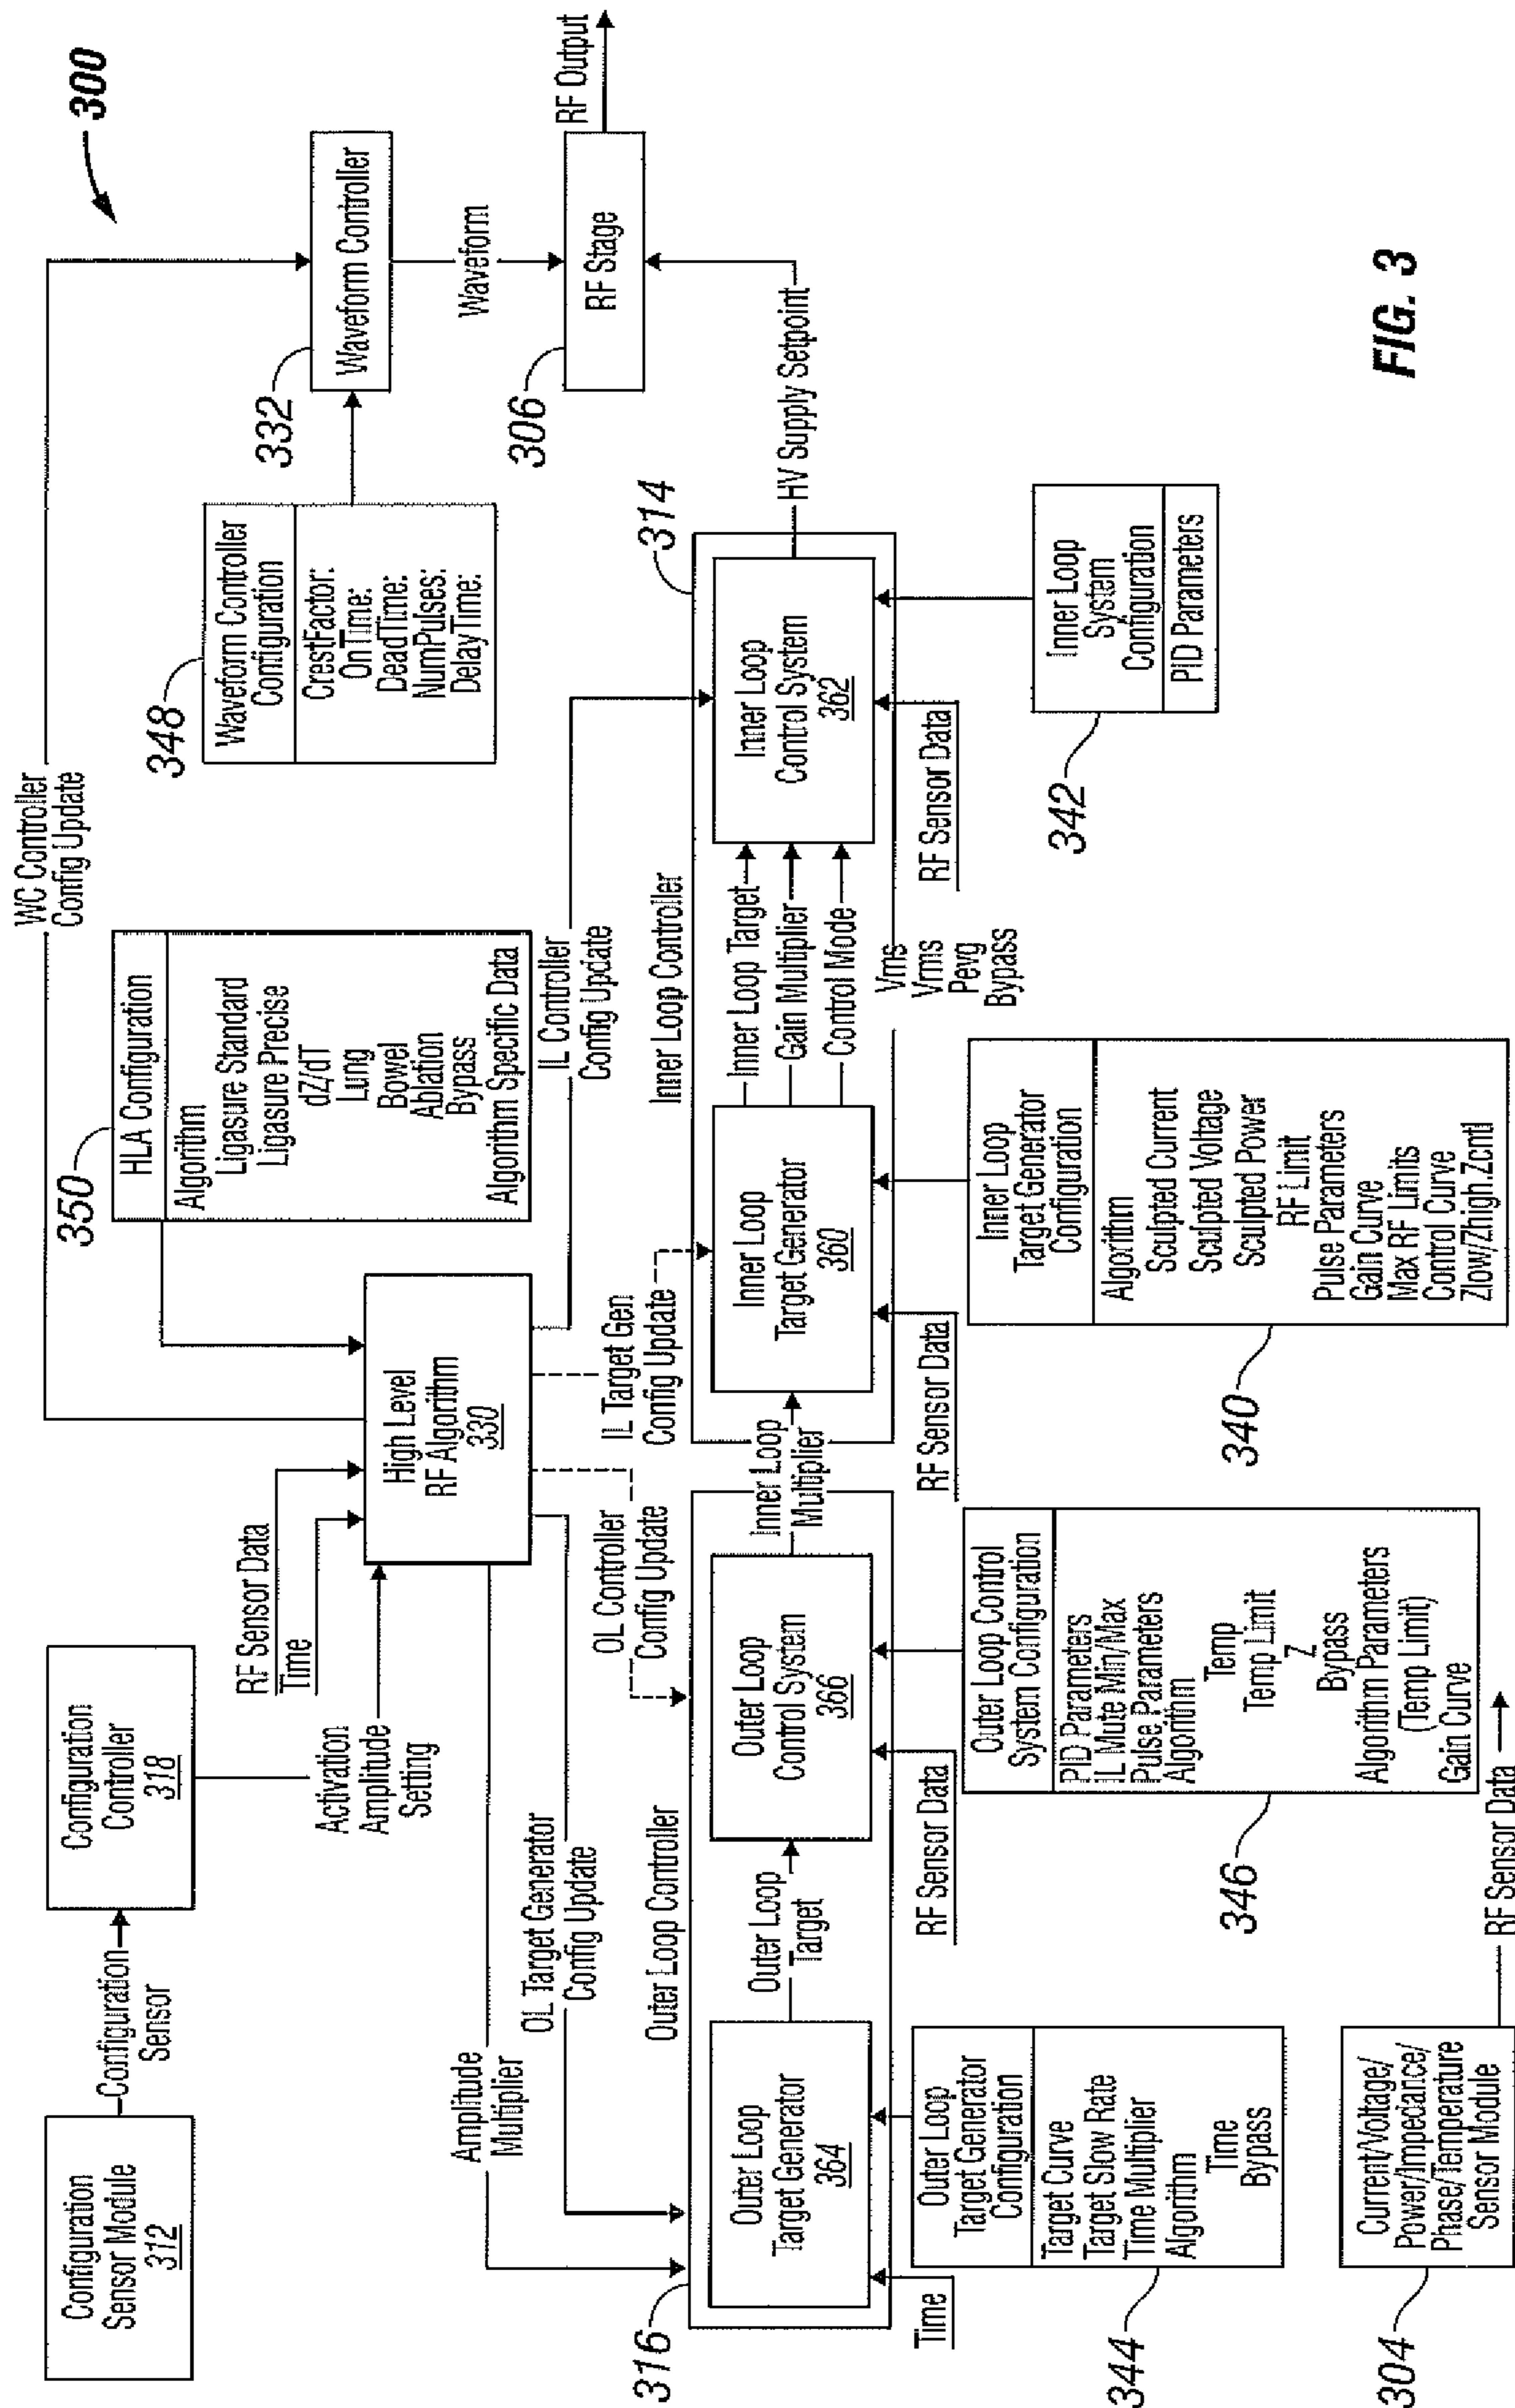 300
WC Controller
Config Update
Configuration
Sensor Module
312
Configuration
Sensor
Configuration
Controller
318
Activation
Amplitude
Setting
RF Sensor Data
Time
High Level
RF Algorithm
330
350
HLA Configuration
Algorithm
Ligasure Standard
Ligasure Precise
dZ/dT
Lung
Bowel
Ablation
Bypass
Algorithm Specific Data
348
Waveform Controller
Configuration
CrestFactor:
OnTime:
DeadTime:
NumPulses:
DelayTime:
332
Waveform Controller
Waveform
306
RF Stage
RF Output
HV Supply Setpoint
Amplitude
Multiplier
OL Target Generator
Config Update
OL Controller
Config Update
IL Target Gen
Config Update
IL Controller
Config Update
316
Outer Loop Controller
Outer Loop
Target Generator
364
Outer Loop
Target
Outer Loop
Control System
366
Inner Loop
Multiplier
314
Inner Loop Controller
Inner Loop
Target Generator
360
Inner Loop Target
Gain Multiplier
Control Mode
Inner Loop
Control System
362
Time
RF Sensor Data
RF Sensor Data
Vms
Vrms
Pevg
Bypass
RF Sensor Data
344
Outer Loop
Target Generator
Configuration
Target Curve
Target Slow Rate
Time Multiplier
Algorithm
Time
Bypass
346
Outer Loop Control
System Configuration
PID Parameters
IL Mute Min/Max
Pulse Parameters
Algorithm
Temp
Temp Limit
Z
Bypass
Algorithm Parameters
(Temp Limit)
Gain Curve
340
Inner Loop
Target Generator
Configuration
Algorithm
Sculpted Current
Sculpted Voltage
Sculpted Power
RF Limit
Pulse Parameters
Gain Curve
Max RF Limits
Control Curve
Zlow/Zhigh.Zcntl
342
Inner Loop
System
Configuration
PID Parameters
304
Current/Voltage/
Power/Impedance/
Phase/Temperature
Sensor Module
RF Sensor Data
FIG. 3